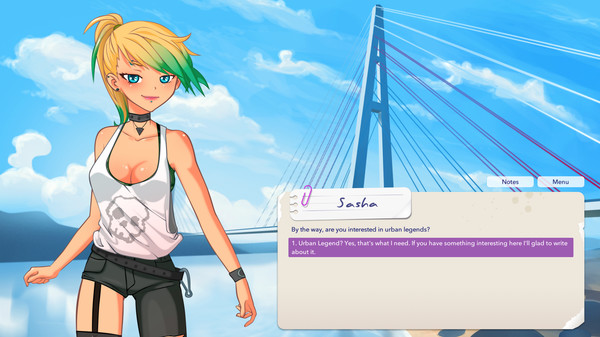 Notes
Menu
Sasha
By the way, are you interested in urban legends?
1. Urban Legend? Yes, that's what I need. If you have something interesting here I'll glad to write
about it.